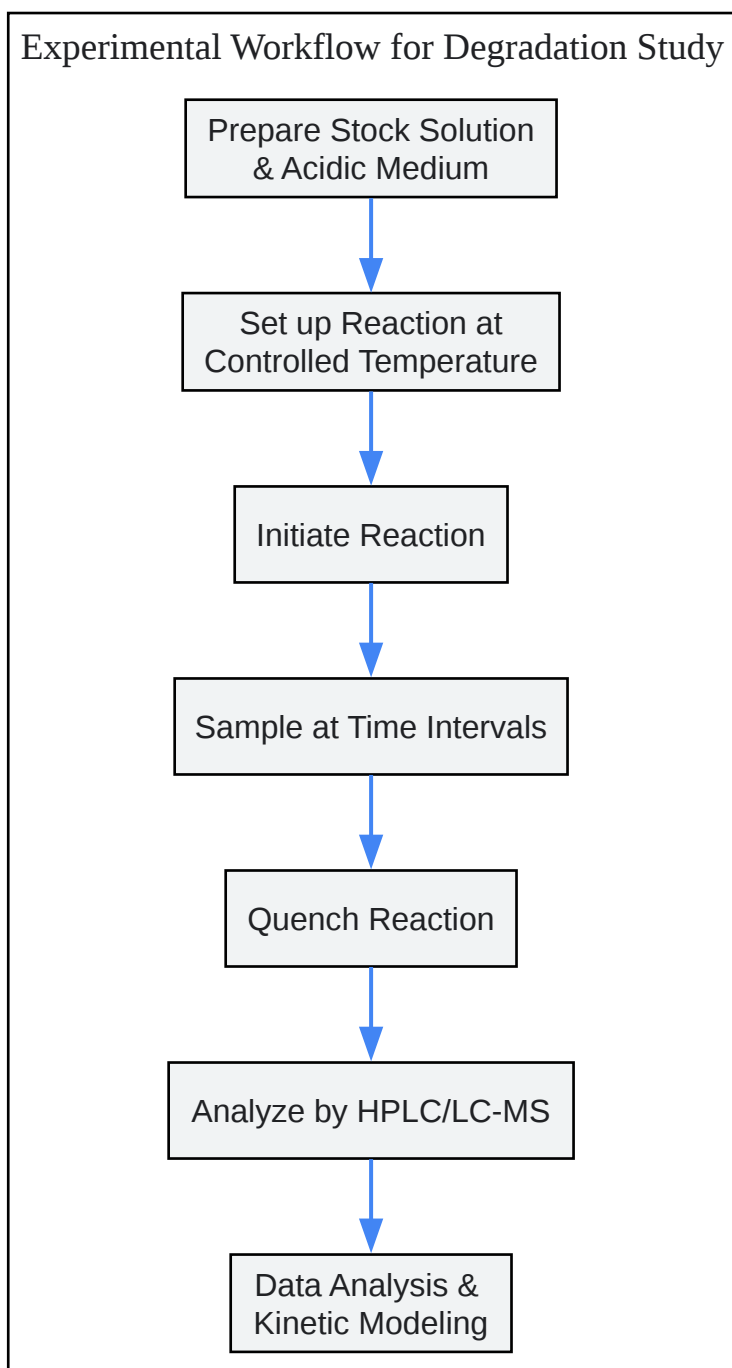 Experimental Workflow for Degradation Study
Prepare Stock Solution
& Acidic Medium
Set up Reaction at
Controlled Temperature
Initiate Reaction
Sample at Time Intervals
Quench Reaction
Analyze by HPLC/LC-MS
Data Analysis &
Kinetic Modeling